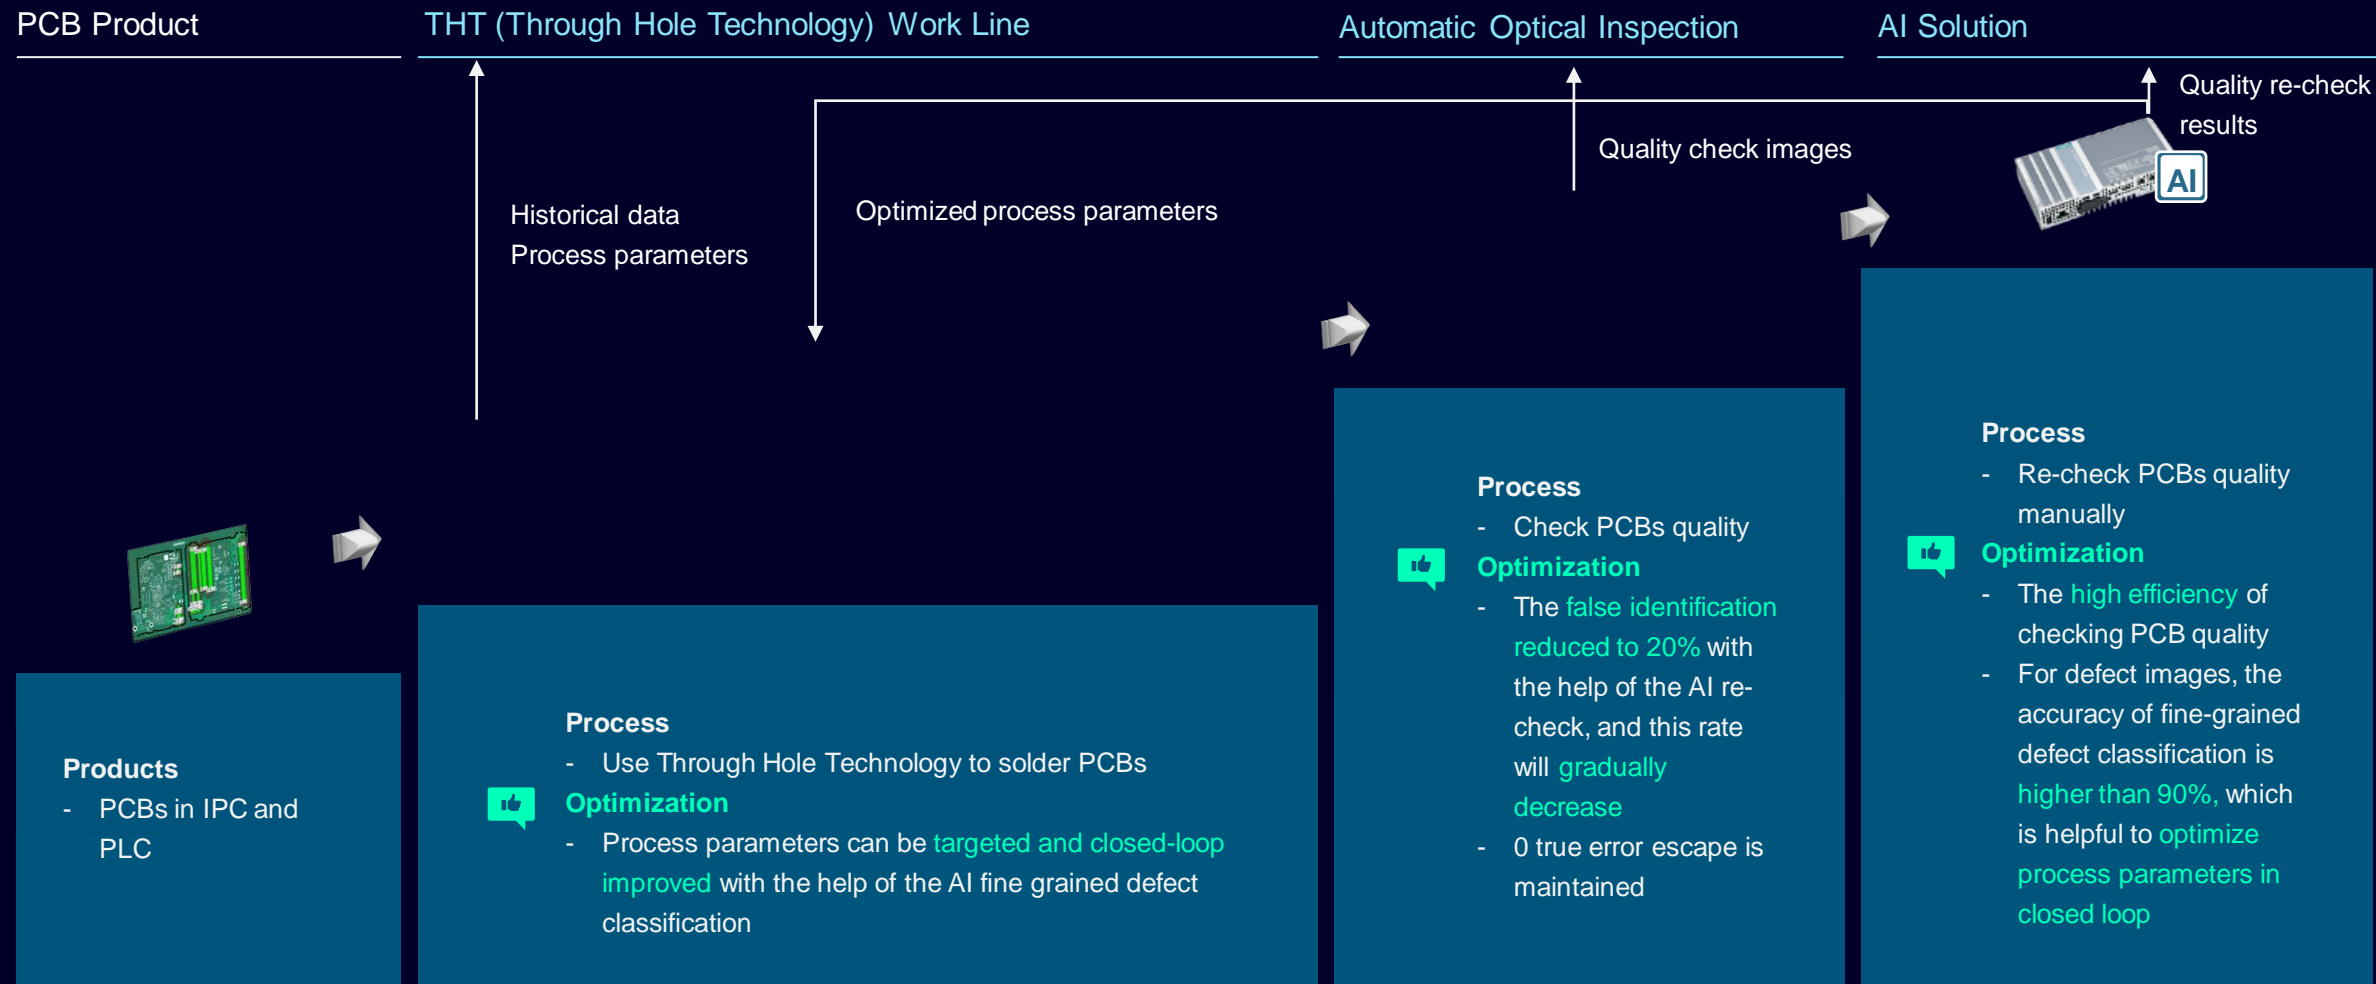 PCB Product
THT (Through Hole Technology) Work Line
Automatic Optical Inspection
AI Solution
Quality re-check
results
Quality check images
AI
Historical data
Process parameters
Optimized process parameters
Products
- PCBs in IPC and
PLC
Process
- Use Through Hole Technology to solder PCBs
Optimization
- Process parameters can be targeted and closed-loop
improved with the help of the AI fine grained defect
classification
Process
- Check PCBs quality
Optimization
- The false identification
reduced to 20% with
the help of the AI re-
check, and this rate
will gradually
decrease
- 0 true error escape is
maintained
Process
- Re-check PCBs quality
manually
Optimization
- The high efficiency of
checking PCB quality
- For defect images, the
accuracy of fine-grained
defect classification is
higher than 90%, which
is helpful to optimize
process parameters in
closed loop